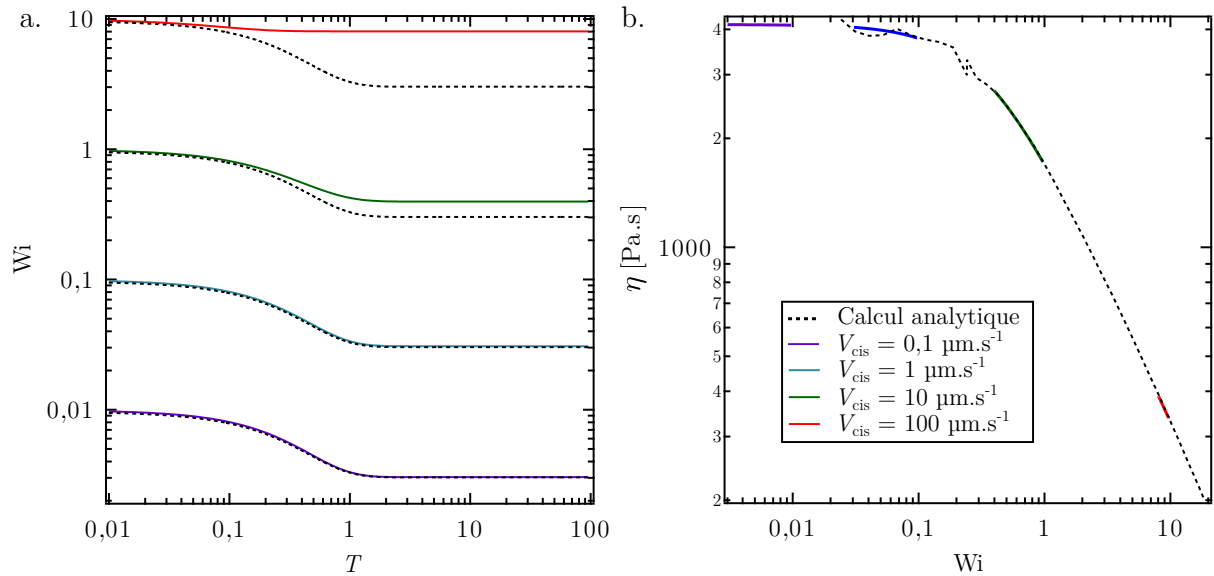 a.
b.
10
1
0,1
0,01
Wi
0,01
0,1
1
10
100
T
4
3
2
1000
9
8
7
6
5
4
3
2
η [Pa.s]
0,01
0,1
1
10
Wi
Calcul analytique
V_cis = 0,1 µm.s⁻¹
V_cis = 1 µm.s⁻¹
V_cis = 10 µm.s⁻¹
V_cis = 100 µm.s⁻¹